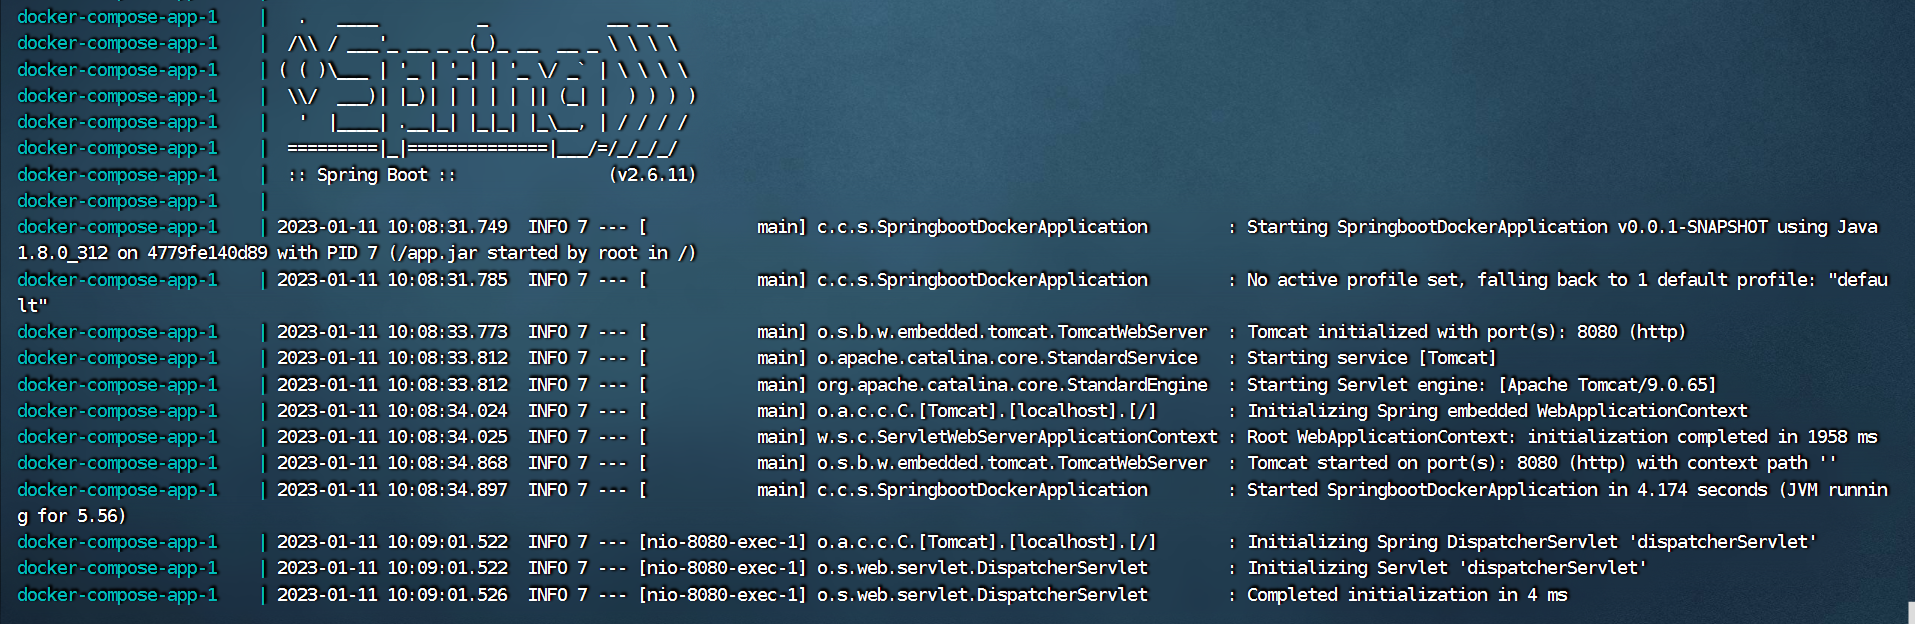 docker-compose-app-1    |   .   ____          _            __ _ _
docker-compose-app-1    |  /\\ / ___'_ __ _ _(_)_ __  __ _ \ \ \ \
docker-compose-app-1    | ( ( )\___ | '_ | '_| | '_ \/ _` | \ \ \ \
docker-compose-app-1    |  \\/  ___)| |_)| | | | | || (_| |  ) ) ) )
docker-compose-app-1    |   '  |____| .__|_| |_|_| |_\__, | / / / /
docker-compose-app-1    |  =========|_|==============|___/=/_/_/_/
docker-compose-app-1    |  :: Spring Boot ::               (v2.6.11)
docker-compose-app-1    |
docker-compose-app-1    | 2023-01-11 10:08:31.749  INFO 7 --- [           main] c.c.s.SpringbootDockerApplication        : Starting SpringbootDockerApplication v0.0.1-SNAPSHOT using Java
1.8.0_312 on 4779fe140d89 with PID 7 (/app.jar started by root in /)
docker-compose-app-1    | 2023-01-11 10:08:31.785  INFO 7 --- [           main] c.c.s.SpringbootDockerApplication        : No active profile set, falling back to 1 default profile: "defau
lt"
docker-compose-app-1    | 2023-01-11 10:08:33.773  INFO 7 --- [           main] o.s.b.w.embedded.tomcat.TomcatWebServer  : Tomcat initialized with port(s): 8080 (http)
docker-compose-app-1    | 2023-01-11 10:08:33.812  INFO 7 --- [           main] o.apache.catalina.core.StandardService   : Starting service [Tomcat]
docker-compose-app-1    | 2023-01-11 10:08:33.812  INFO 7 --- [           main] org.apache.catalina.core.StandardEngine  : Starting Servlet engine: [Apache Tomcat/9.0.65]
docker-compose-app-1    | 2023-01-11 10:08:34.024  INFO 7 --- [           main] o.a.c.c.C.[Tomcat].[localhost].[/]       : Initializing Spring embedded WebApplicationContext
docker-compose-app-1    | 2023-01-11 10:08:34.025  INFO 7 --- [           main] w.s.c.ServletWebServerApplicationContext : Root WebApplicationContext: initialization completed in 1958 ms
docker-compose-app-1    | 2023-01-11 10:08:34.868  INFO 7 --- [           main] o.s.b.w.embedded.tomcat.TomcatWebServer  : Tomcat started on port(s): 8080 (http) with context path ''
docker-compose-app-1    | 2023-01-11 10:08:34.897  INFO 7 --- [           main] c.c.s.SpringbootDockerApplication        : Started SpringbootDockerApplication in 4.174 seconds (JVM runnin
g for 5.56)
docker-compose-app-1    | 2023-01-11 10:09:01.522  INFO 7 --- [nio-8080-exec-1] o.a.c.c.C.[Tomcat].[localhost].[/]       : Initializing Spring DispatcherServlet 'dispatcherServlet'
docker-compose-app-1    | 2023-01-11 10:09:01.522  INFO 7 --- [nio-8080-exec-1] o.s.web.servlet.DispatcherServlet        : Initializing Servlet 'dispatcherServlet'
docker-compose-app-1    | 2023-01-11 10:09:01.526  INFO 7 --- [nio-8080-exec-1] o.s.web.servlet.DispatcherServlet        : Completed initialization in 4 ms